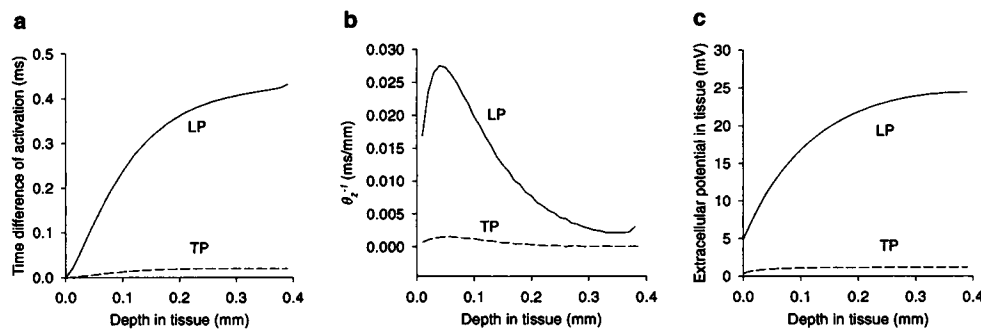 a
Time difference of activation (ms)
0.5
0.4
0.3
0.2
0.1
0.0
LP
TP
0.0 0.1 0.2 0.3 0.4
Depth in tissue (mm)
b
θz⁻¹ (ms/mm)
0.030
0.025
0.020
0.015
0.010
0.005
0.000
LP
TP
0.0 0.1 0.2 0.3 0.4
Depth in tissue (mm)
c
Extracellular potential in tissue (mV)
30
25
20
15
10
5
0
LP
TP
0.0 0.1 0.2 0.3 0.4
Depth in tissue (mm)